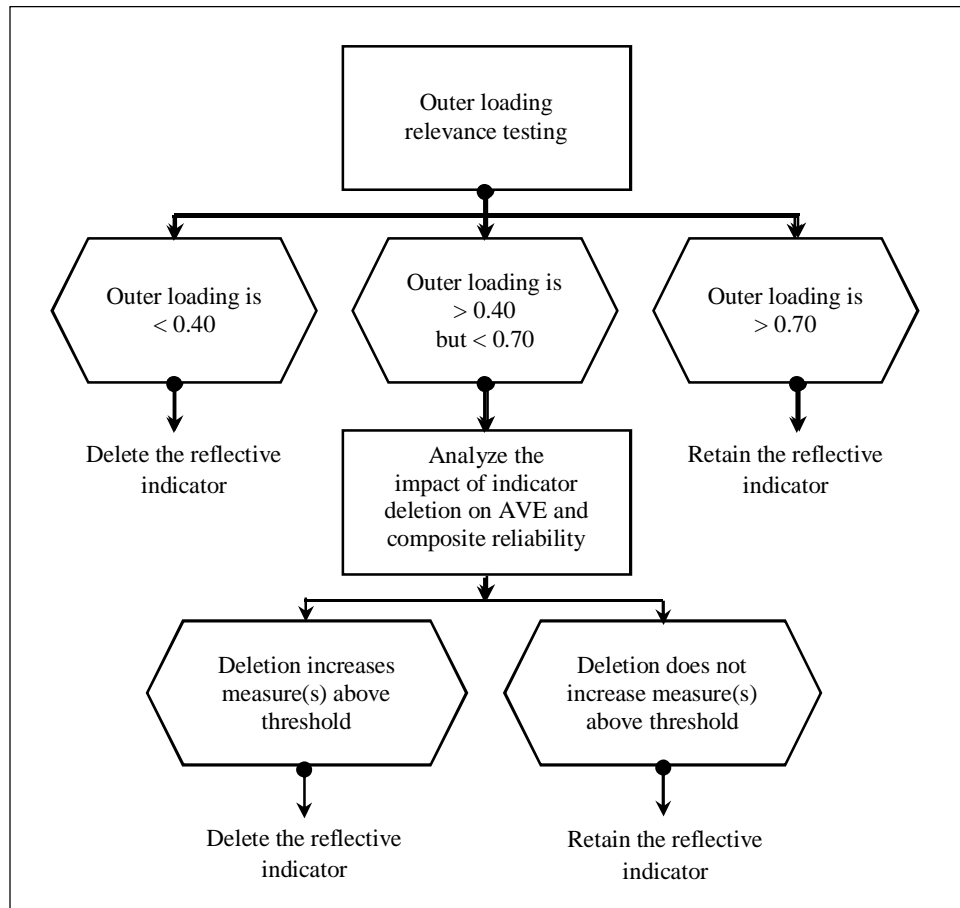 Outer loading
relevance testing
Outer loading is
< 0.40
Outer loading is
> 0.40
but < 0.70
Outer loading is
> 0.70
Delete the reflective
indicator
Analyze the
impact of indicator
deletion on AVE and
composite reliability
Retain the reflective
indicator
Deletion increases
measure(s) above
threshold
Deletion does not
increase measure(s)
above threshold
Delete the reflective
indicator
Retain the reflective
indicator